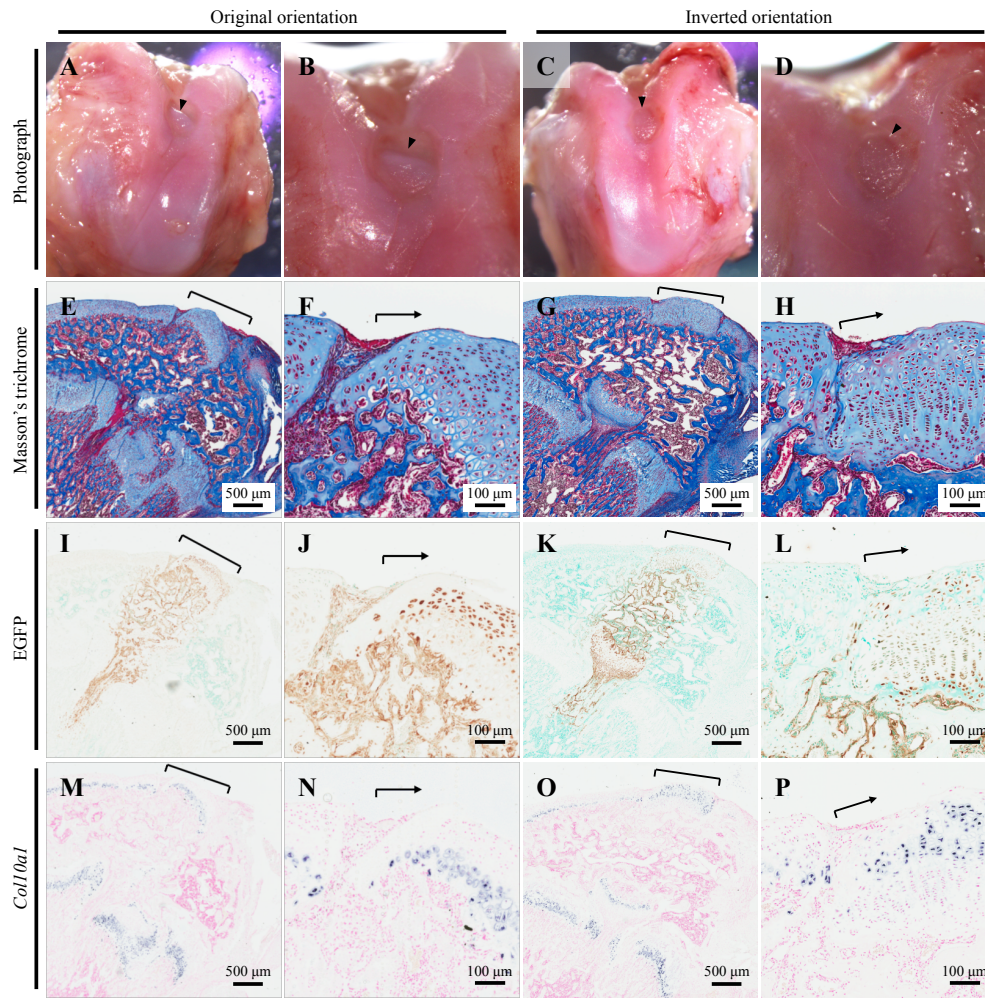 Original orientation
Inverted orientation
Photograph
A
B
C
D
Masson's trichrome
E
F
G
H
500 μm
100 μm
500 μm
100 μm
EGFP
I
J
K
L
500 μm
100 μm
500 μm
100 μm
Col10a1
M
N
O
P
500 μm
100 μm
500 μm
100 μm